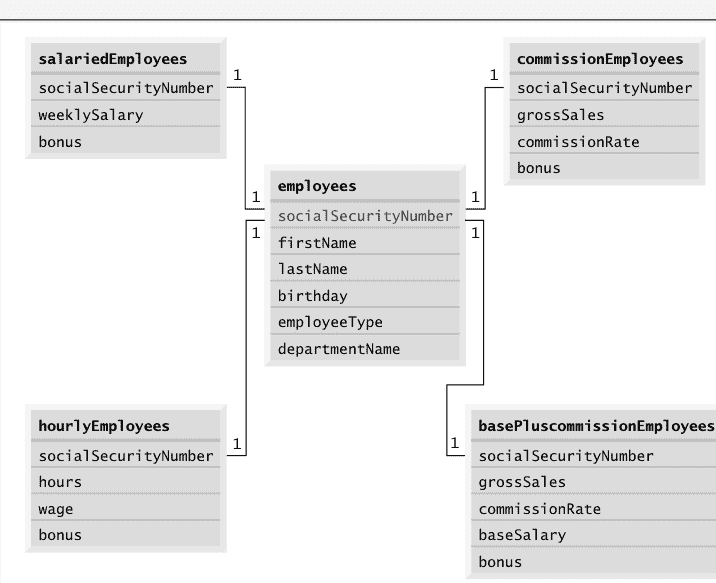 salariedEmployees
socialSecurityNumber
weeklySalary
bonus
1
1
commissionEmployees
socialSecurityNumber
grossSales
commissionRate
bonus
1
1
employees
socialSecurityNumber
firstName
lastName
birthday
employeeType
departmentName
1
1
hourlyEmployees
socialSecurityNumber
hours
wage
bonus
1
1
basePluscommissionEmployees
socialSecurityNumber
grossSales
commissionRate
baseSalary
bonus